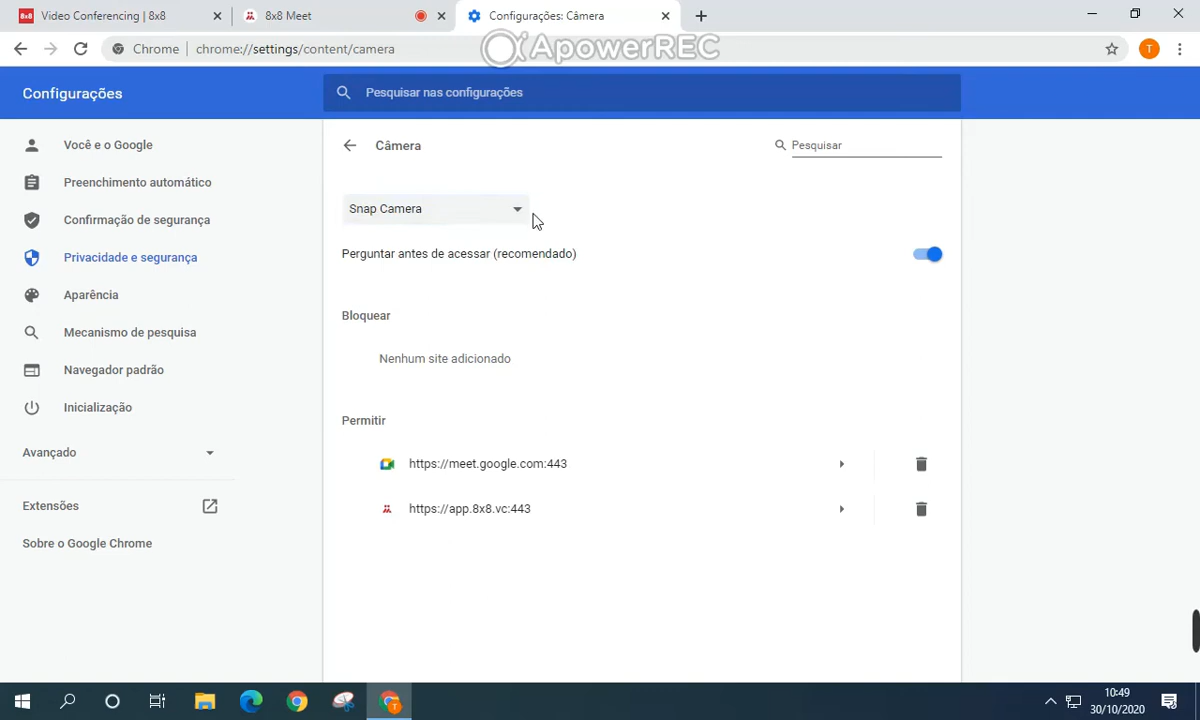 8x8 Video Conferencing | 8x8
8x8 Meet
Configurações: Câmera
Chrome
chrome://settings/content/camera
ApowerREC
T
Configurações
Pesquisar nas configurações
Você e o Google
Preenchimento automático
Confirmação de segurança
Privacidade e segurança
Aparência
Mecanismo de pesquisa
Navegador padrão
Inicialização
Avançado
Extensões
Sobre o Google Chrome
Câmera
Pesquisar
Snap Camera
Perguntar antes de acessar (recomendado)
Bloquear
Nenhum site adicionado
Permitir
https://meet.google.com:443
https://app.8x8.vc:443
T
10:49
30/10/2020